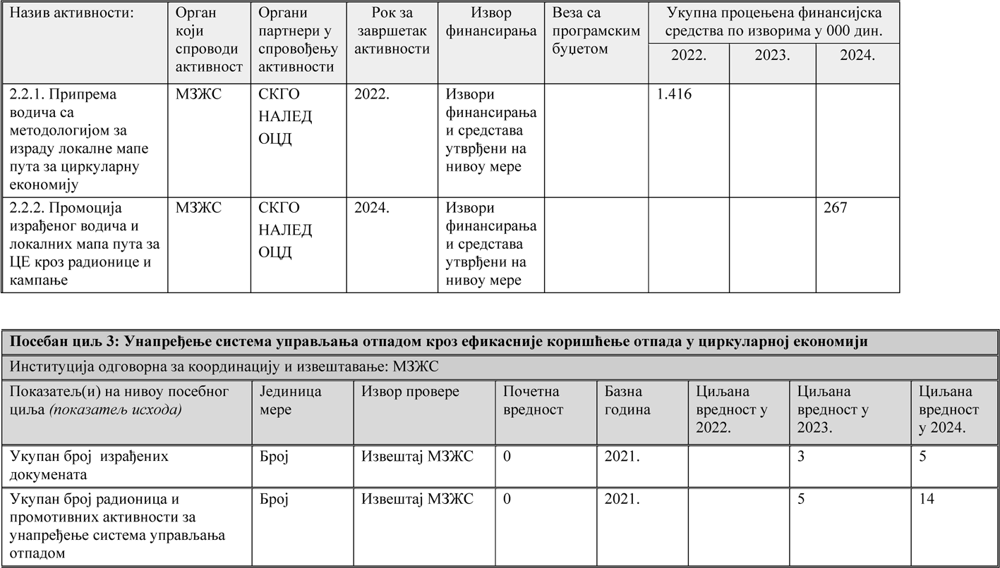 Назив активности:
Орган
који
спроводи
активност
Органи
партнери у
спровођењу
активности
Рок за
завршетак
активности
Извор
финансирања
Веза са
програмским
буџетом
Укупна процењена финансијска
средства по изворима у 000 дин.
2022.
2023.
2024.
2.2.1. Припрема
водича са
методологијом за
израду локалне мапе
пута за циркуларну
економију
МЗЖС
СКГО
НАЛЕД
ОЦД
2022.
Извори
финансирања
и средстава
утврђени на
нивоу мере
1.416
2.2.2. Промоција
израђеног водича и
локалних мапа пута за
ЦЕ кроз радионице и
кампање
МЗЖС
СКГО
НАЛЕД
ОЦД
2024.
Извори
финансирања
и средстава
утврђени на
нивоу мере
267
Посебан циљ 3: Унапређење система управљања отпадом кроз ефикасније коришћење отпада у циркуларној економији
Институција одговорна за координацију и извештавање: МЗЖС
Показатељ(и) на нивоу посебног
циља (показатељ исхода)
Јединица
мере
Извор провере
Почетна
вредност
Базна
година
Циљана
вредност у
2022.
Циљана
вредност у
2023.
Циљана
вредност
у 2024.
Укупан број израђених
докумената
Број
Извештај МЗЖС
0
2021.
3
5
Укупан број радионица и
промотивних активности за
унапређење система управљања
отпадом
Број
Извештај МЗЖС
0
2021.
5
14